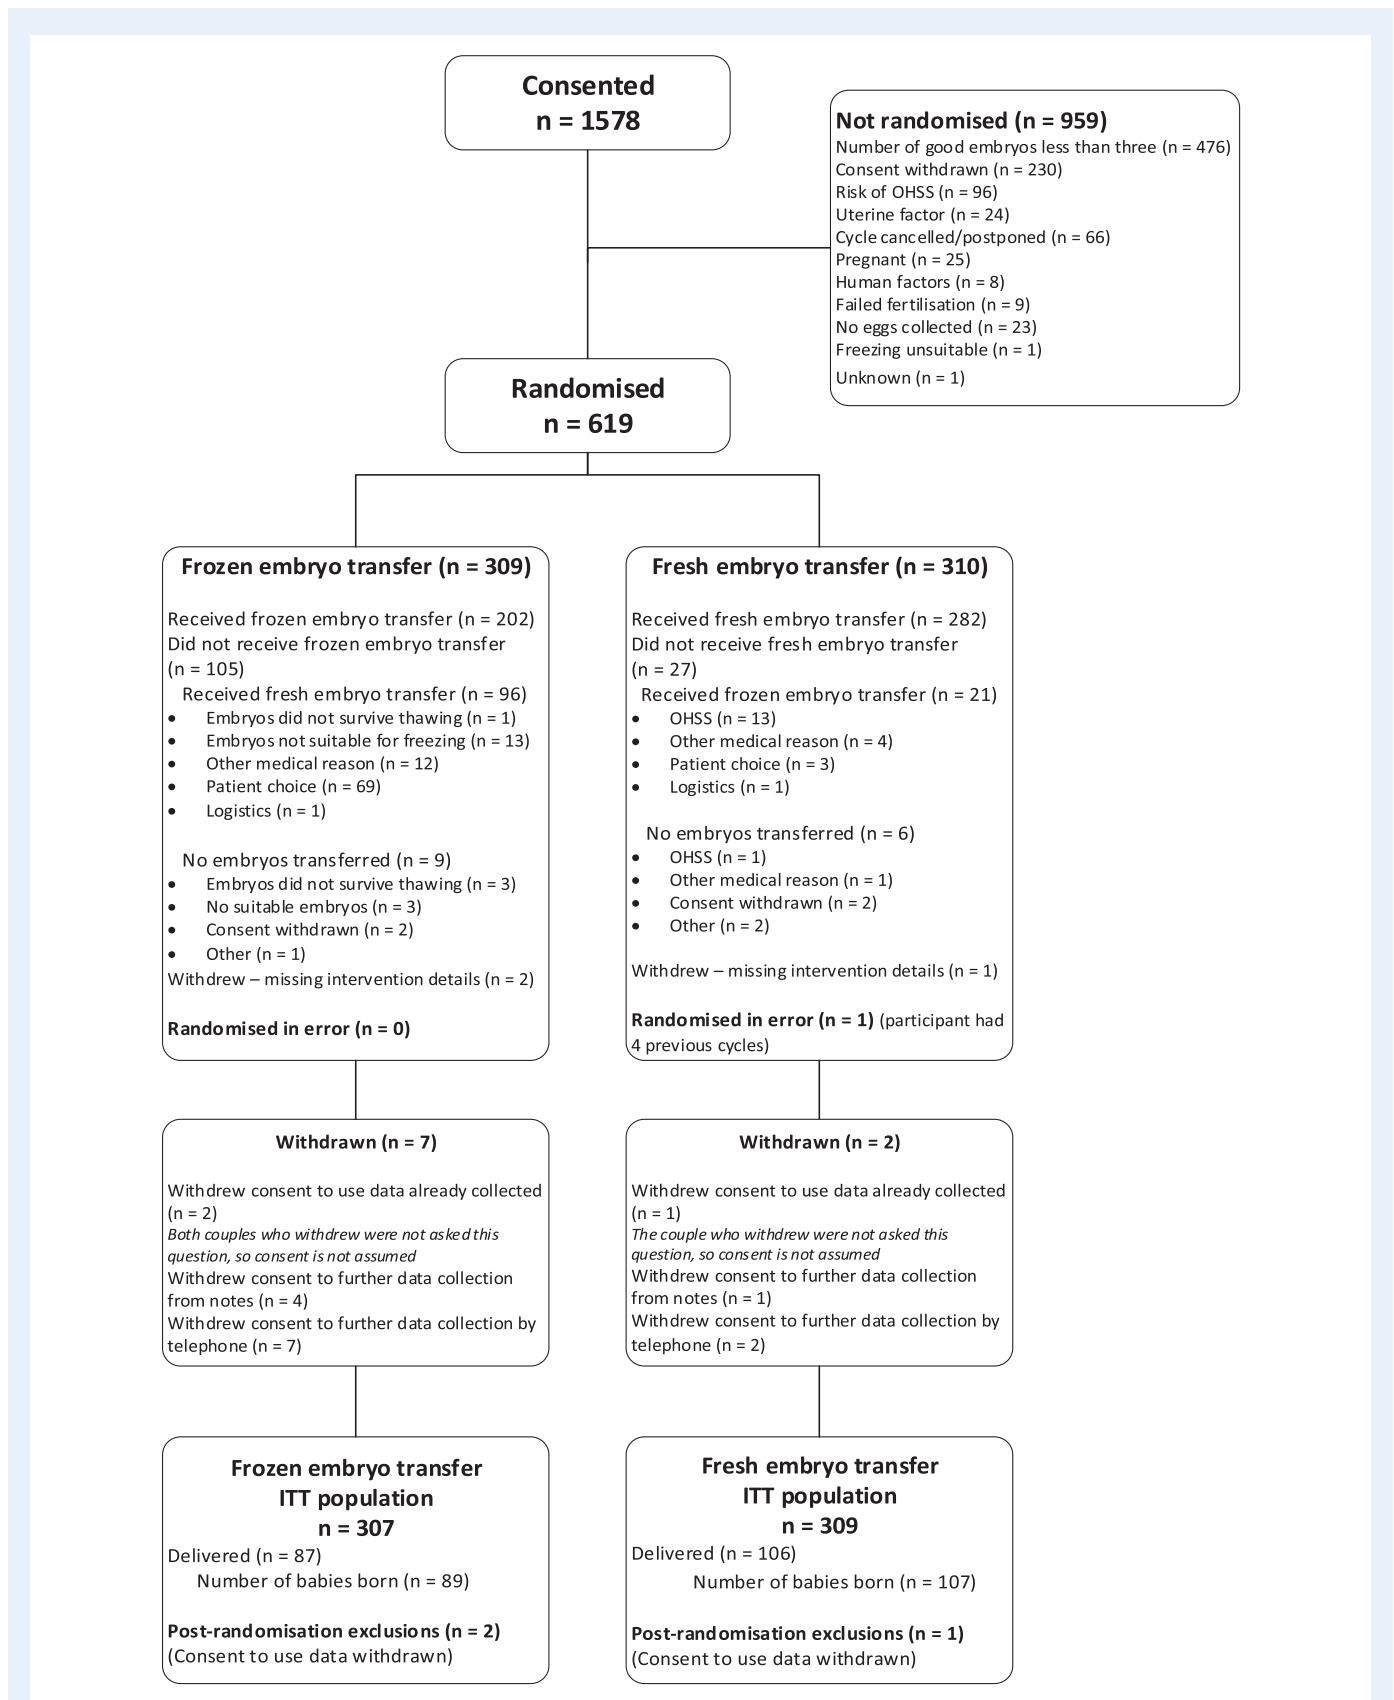 Consented
n = 1578
Not randomised (n = 959)
Number of good embryos less than three (n = 476)
Consent withdrawn (n = 230)
Risk of OHSS (n = 96)
Uterine factor (n = 24)
Cycle cancelled/postponed (n = 66)
Pregnant (n = 25)
Human factors (n = 8)
Failed fertilisation (n = 9)
No eggs collected (n = 23)
Freezing unsuitable (n = 1)
Unknown (n = 1)
Randomised
n = 619
Frozen embryo transfer (n = 309)
Received frozen embryo transfer (n = 202)
Did not receive frozen embryo transfer
(n = 105)
Received fresh embryo transfer (n = 96)
• Embryos did not survive thawing (n = 1)
• Embryos not suitable for freezing (n = 13)
• Other medical reason (n = 12)
• Patient choice (n = 69)
• Logistics (n = 1)
No embryos transferred (n = 9)
• Embryos did not survive thawing (n = 3)
• No suitable embryos (n = 3)
• Consent withdrawn (n = 2)
• Other (n = 1)
Withdrew – missing intervention details (n = 2)
Randomised in error (n = 0)
Fresh embryo transfer (n = 310)
Received fresh embryo transfer (n = 282)
Did not receive fresh embryo transfer
(n = 27)
Received frozen embryo transfer (n = 21)
• OHSS (n = 13)
• Other medical reason (n = 4)
• Patient choice (n = 3)
• Logistics (n = 1)
No embryos transferred (n = 6)
• OHSS (n = 1)
• Other medical reason (n = 1)
• Consent withdrawn (n = 2)
• Other (n = 2)
Withdrew – missing intervention details (n = 1)
Randomised in error (n = 1) (participant had
4 previous cycles)
Withdrawn (n = 7)
Withdrew consent to use data already collected
(n = 2)
Both couples who withdrew were not asked this
question, so consent is not assumed
Withdrew consent to further data collection
from notes (n = 4)
Withdrew consent to further data collection by
telephone (n = 7)
Withdrawn (n = 2)
Withdrew consent to use data already collected
(n = 1)
The couple who withdrew were not asked this
question, so consent is not assumed
Withdrew consent to further data collection
from notes (n = 1)
Withdrew consent to further data collection by
telephone (n = 2)
Frozen embryo transfer
ITT population
n = 307
Delivered (n = 87)
Number of babies born (n = 89)
Post-randomisation exclusions (n = 2)
(Consent to use data withdrawn)
Fresh embryo transfer
ITT population
n = 309
Delivered (n = 106)
Number of babies born (n = 107)
Post-randomisation exclusions (n = 1)
(Consent to use data withdrawn)